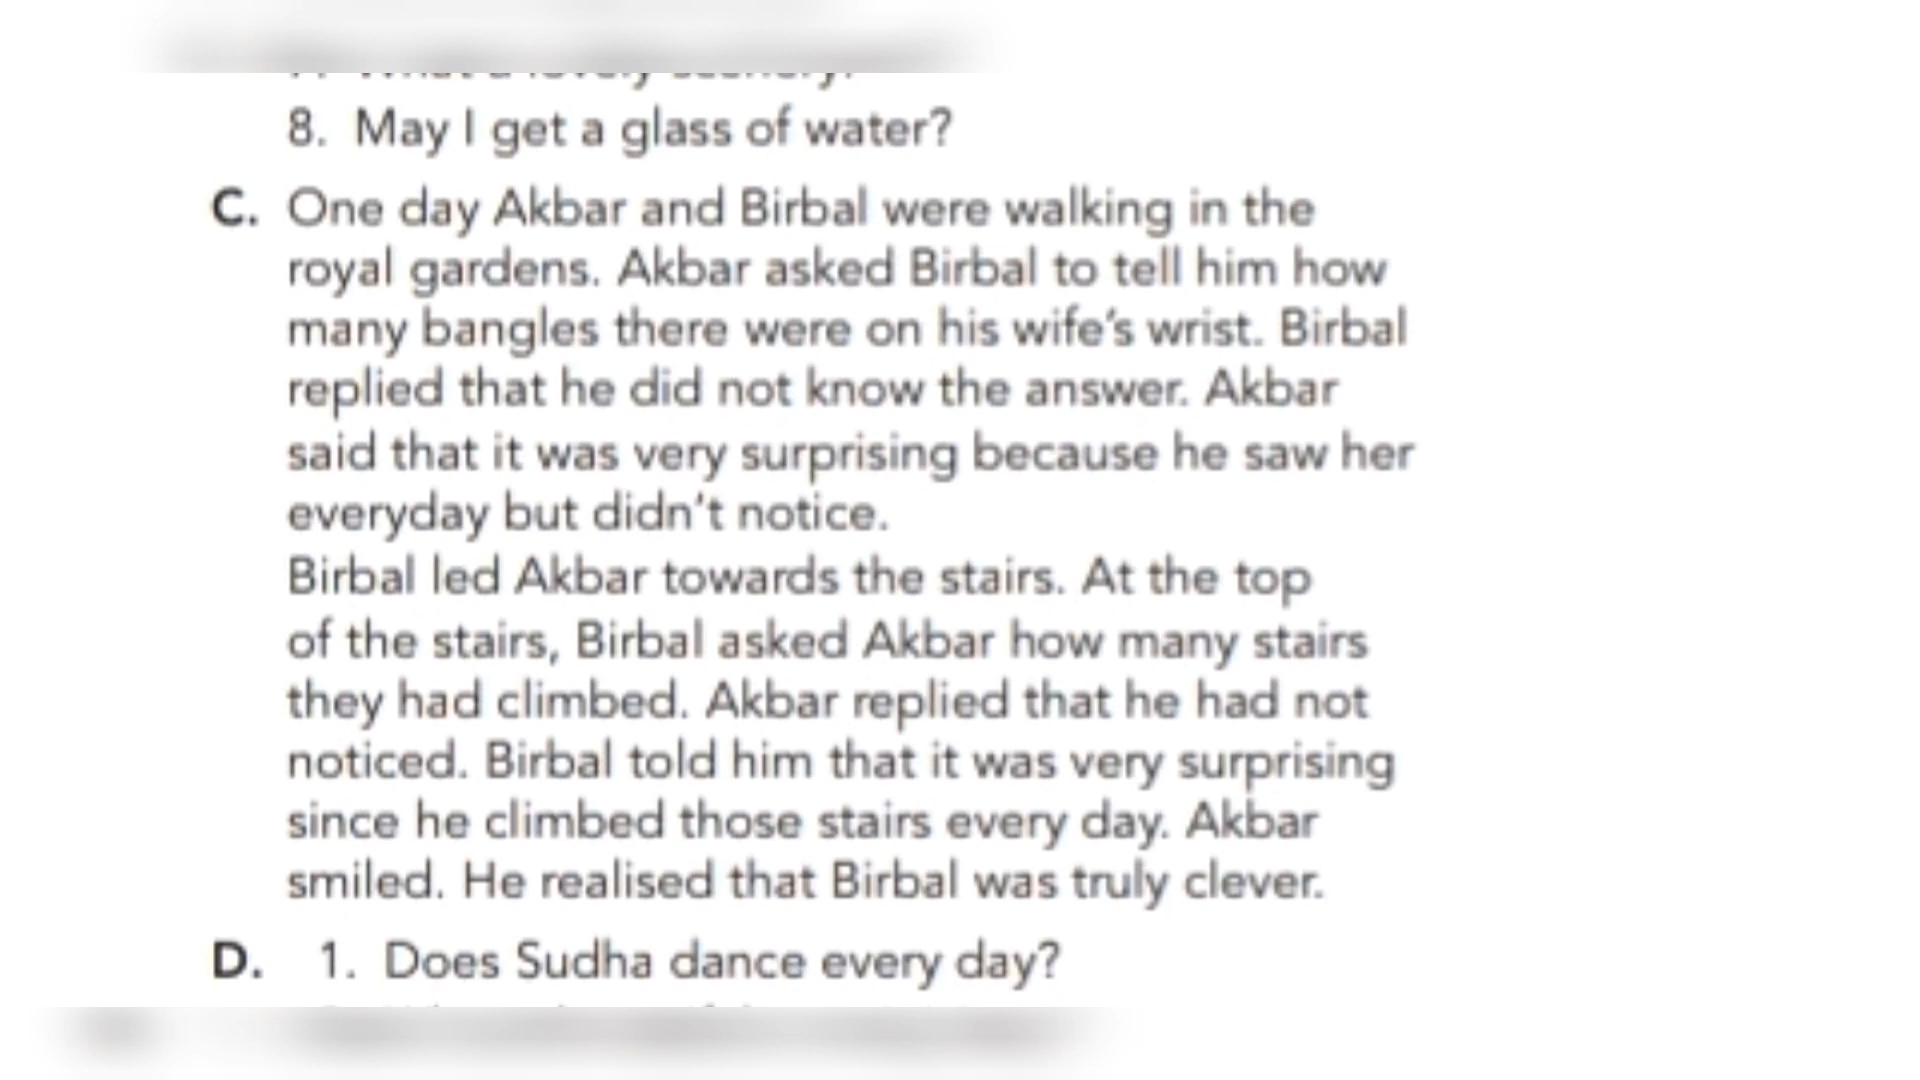 What a lovely scenery!
8. May I get a glass of water?
C. One day Akbar and Birbal were walking in the
royal gardens. Akbar asked Birbal to tell him how
many bangles there were on his wife's wrist. Birbal
replied that he did not know the answer. Akbar
said that it was very surprising because he saw her
everyday but didn't notice.
Birbal led Akbar towards the stairs. At the top
of the stairs, Birbal asked Akbar how many stairs
they had climbed. Akbar replied that he had not
noticed. Birbal told him that it was very surprising
since he climbed those stairs every day. Akbar
smiled. He realised that Birbal was truly clever.
D. 1. Does Sudha dance every day?